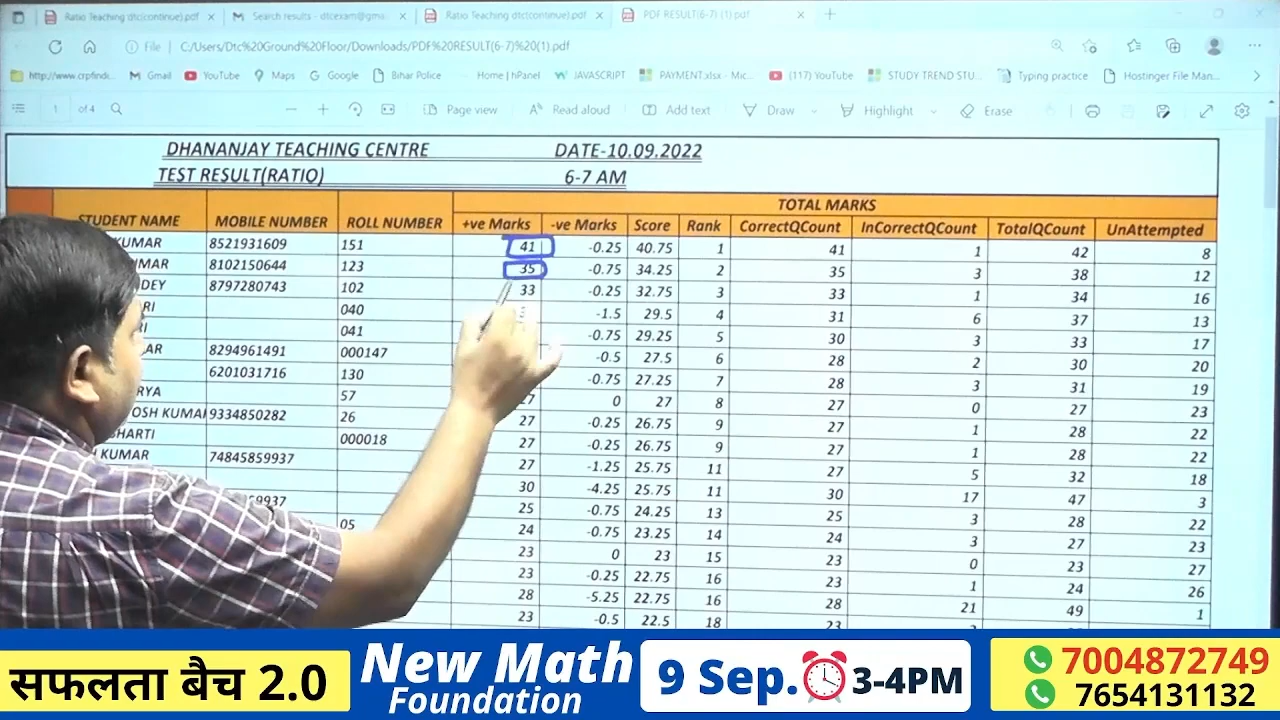 Ratio Teaching dtc(continue).pdf
Search results - dtcexam@gma
Ratio Teaching dtc(continue).pdf
PDF RESULT(6-7) (1).pdf
File C:/Users/Dtc%20Ground%20Floor/Downloads/PDF%20RESULT(6-7)%20(1).pdf
http://www.crpfindi... Gmail YouTube Maps Google Bihar Police Home | hPanel JAVASCRIPT PAYMENT.xlsx - Mic... (117) YouTube STUDY TREND STU... Typing practice Hostinger File Man...
1 of 4 Page view Read aloud Add text Draw Highlight Erase
DHANANJAY TEACHING CENTRE DATE-10.09.2022
TEST RESULT(RATIO) 6-7 AM
TOTAL MARKS
STUDENT NAME MOBILE NUMBER ROLL NUMBER +ve Marks -ve Marks Score Rank CorrectQCount InCorrectQCount TotalQCount UnAttempted
KUMAR 8521931609 151 41 -0.25 40.75 1 41 1 42 8
8102150644 123 35 -0.75 34.25 2 35 3 38 12
8797280743 102 33 -0.25 32.75 3 33 1 34 16
040 -1.5 29.5 4 31 6 37 13
041 -0.75 29.25 5 30 3 33 17
8294961491 000147 -0.5 27.5 6 28 2 30 20
6201031716 130 -0.75 27.25 7 28 3 31 19
57 0 27 8 27 0 27 23
OSH KUMAR 9334850282 26 27 -0.25 26.75 9 27 1 28 22
000018 27 -0.25 26.75 9 27 1 28 22
KUMAR 74845859937 27 -1.25 25.75 11 27 5 32 18
30 -4.25 25.75 11 30 17 47 3
9937 25 -0.75 24.25 13 25 3 28 22
05 24 -0.75 23.25 14 24 3 27 23
23 0 23 15 23 0 23 27
23 -0.25 22.75 16 23 1 24 26
28 -5.25 22.75 16 28 21 49 1
23 -0.5 22.5 18 23
सफलता बैच 2.0
New Math
Foundation
9 Sep. 3-4PM
7004872749
7654131132